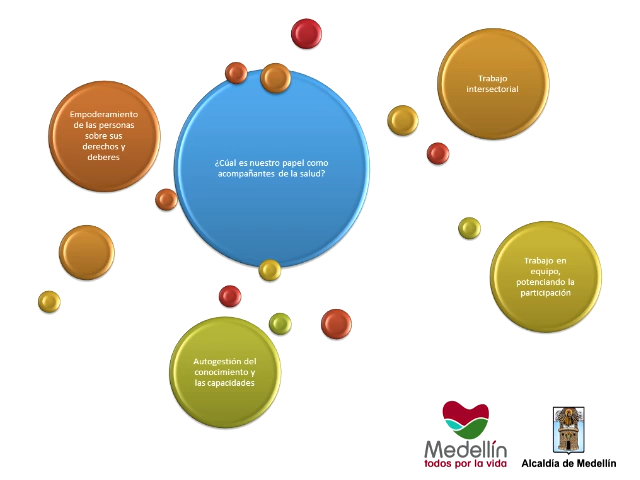 Trabajo
intersectorial
Empoderamiento
de las personas
sobre sus
derechos y
deberes
¿Cúal es nuestro papel como
acompañantes de la salud?
Trabajo en
equipo,
potenciando la
participación
Autogestión del
conocimiento y
las capacidades
Medellín
todos por la vida
Alcaldía de Medellín